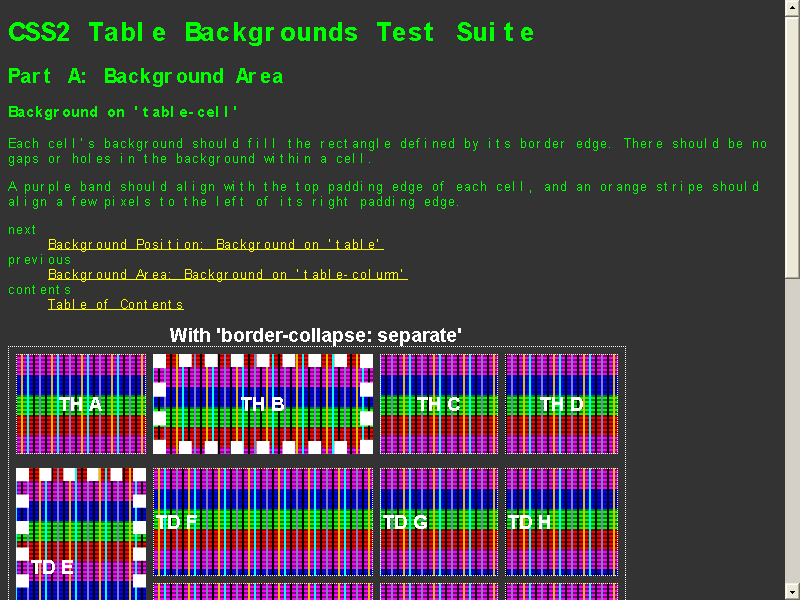 CSS2 Table Backgrounds Test Suite
Part A: Background Area
Background on 'table-cell'
Each cell's background should fill the rectangle defined by its border edge. There should be no
gaps or holes in the background within a cell.
A purple band should align with the top padding edge of each cell, and an orange stripe should
align a few pixels to the left of its right padding edge.
next
Background Position: Background on 'table'
previous
Background Area: Background on 'table-column'
contents
Table of Contents
With 'border-collapse: separate'
TH A TH B TH C TH D
TD E TD F TD G TD H